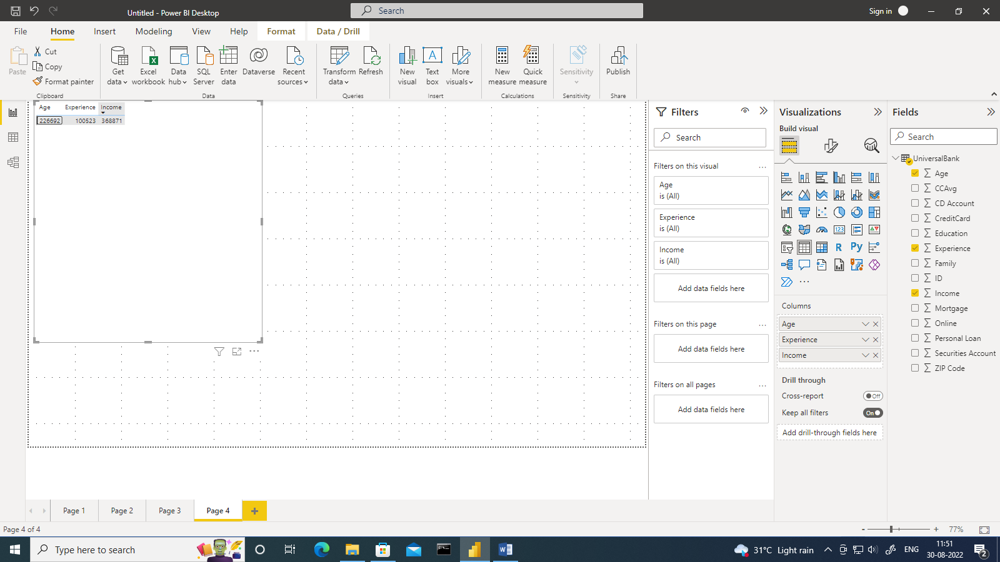 Untitled - Power BI Desktop
Search
Sign in
File
Home
Insert
Modeling
View
Help
Format
Data / Drill
Paste
Cut
Copy
Format painter
Clipboard
Get data
Excel workbook
Data hub
SQL Server
Enter data
Dataverse
Recent sources
Data
Transform data
Refresh
Queries
New visual
Text box
More visuals
Insert
New measure
Quick measure
Calculations
Sensitivity
Sensitivity
Publish
Share
Age Experience Income
226692 100523 368871
Filters
Search
Filters on this visual
Age
is (All)
Experience
is (All)
Income
is (All)
Add data fields here
Filters on this page
Add data fields here
Filters on all pages
Add data fields here
Visualizations
Build visual
123
R
Py
Columns
Age
Experience
Income
Drill through
Cross-report
Off
Keep all filters
On
Add drill-through fields here
Fields
Search
UniversalBank
Age
CCAvg
CD Account
CreditCard
Education
Experience
Family
ID
Income
Mortgage
Online
Personal Loan
Securities Account
ZIP Code
Page 1
Page 2
Page 3
Page 4
+
Page 4 of 4
- + 77%
Type here to search
31°C Light rain
ENG
11:51
30-08-2022
2